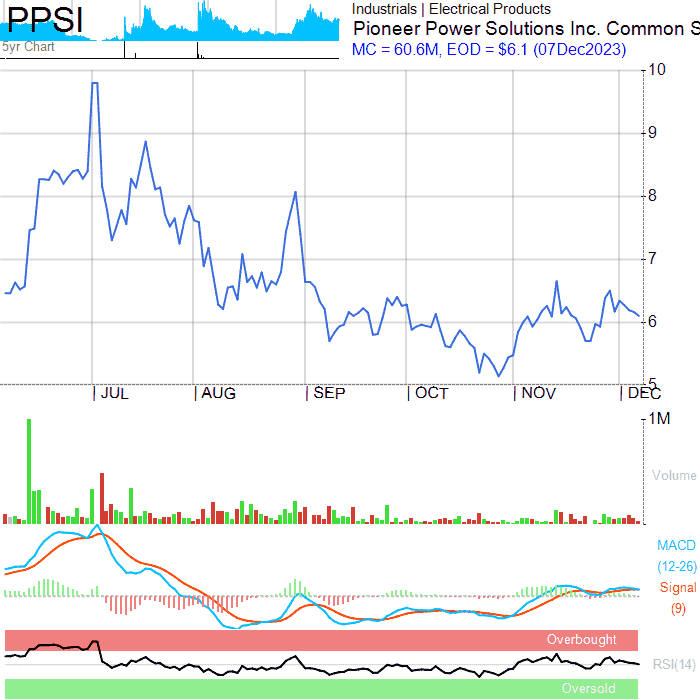 PPSI
5yr Chart
Industrials | Electrical Products
Pioneer Power Solutions Inc. Common S
MC = 60.6M, EOD = $6.1 (07Dec2023)
10
9
8
7
6
5
JUL AUG SEP OCT NOV DEC
1M
Volume
MACD
(12-26)
Signal
(9)
Overbought
RSI(14)
Oversold